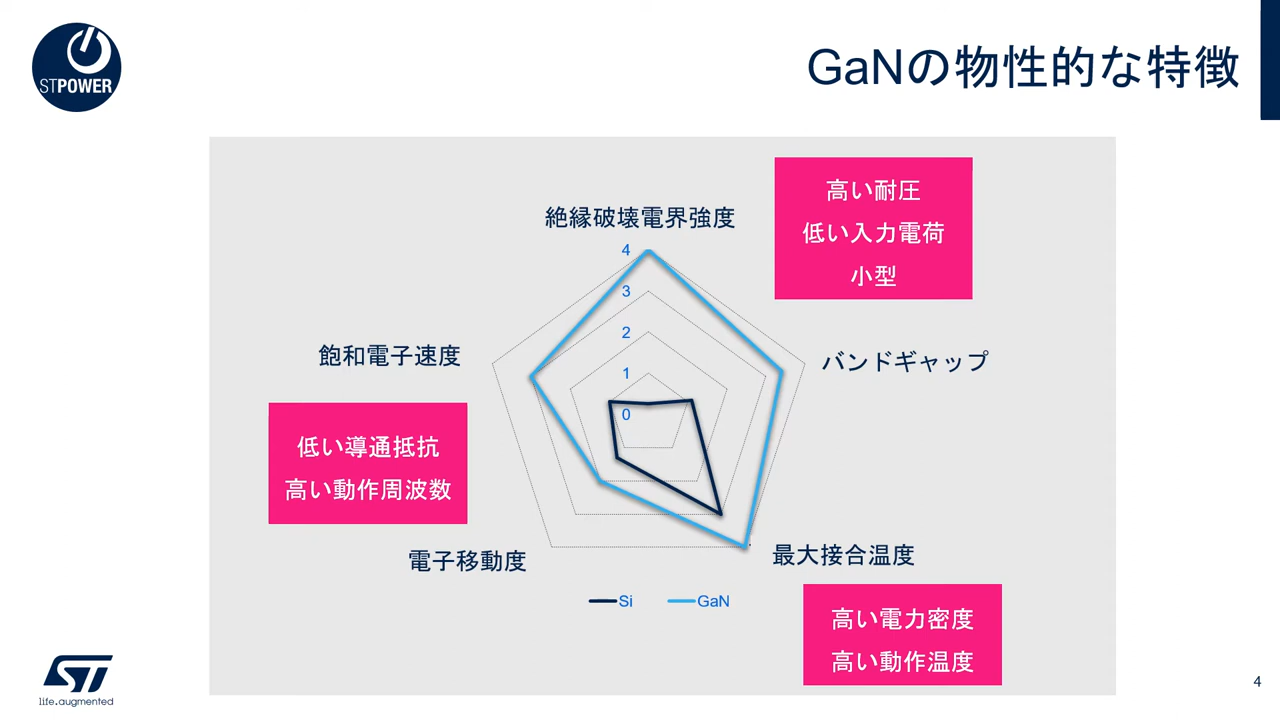 STPOWER
GaNの物性的な特徴
高い耐圧
低い入力電荷
小型
絶縁破壊電界強度
4
3
2
1
0
飽和電子速度
バンドギャップ
低い導通抵抗
高い動作周波数
電子移動度
最大接合温度
Si
GaN
高い電力密度
高い動作温度
ST
life.augmented
4